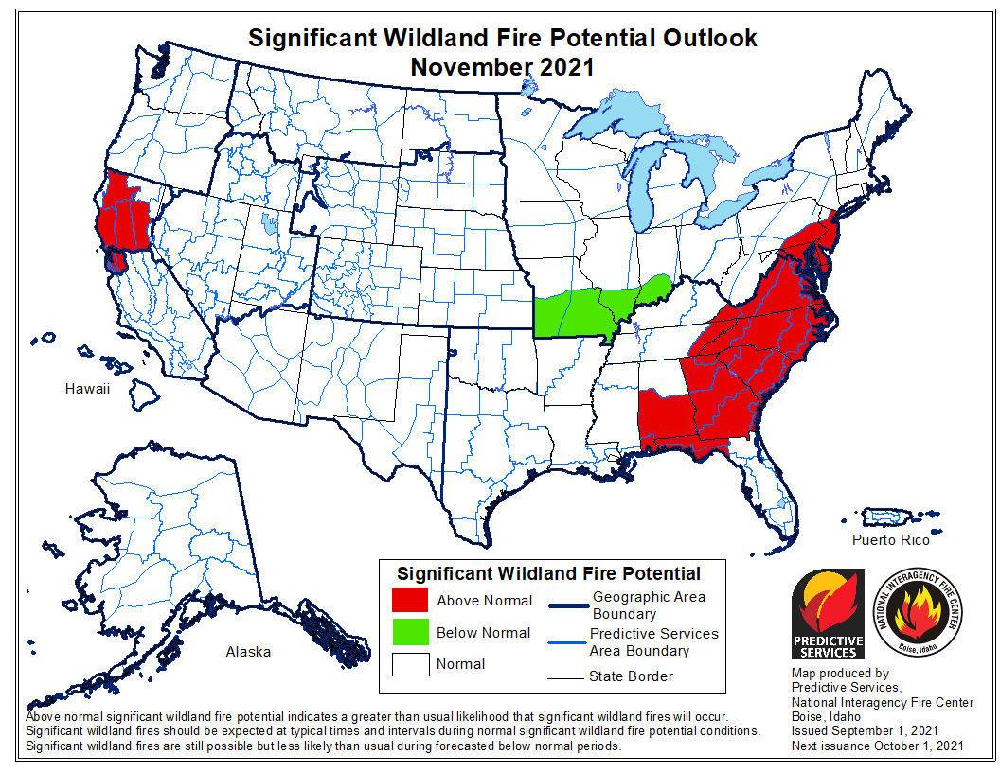 Significant Wildland Fire Potential Outlook
November 2021
Hawaii
Alaska
Puerto Rico
Significant Wildland Fire Potential
Above Normal
Below Normal
Normal
Geographic Area
Boundary
Predictive Services
Area Boundary
State Border
PREDICTIVE
SERVICES
NATIONAL INTERAGENCY FIRE CENTER
Boise, Idaho
Map produced by
Predictive Services,
National Interagency Fire Center
Boise, Idaho
Issued September 1, 2021
Next issuance October 1, 2021
Above normal significant wildland fire potential indicates a greater than usual likelihood that significant wildland fires will occur.
Significant wildland fires should be expected at typical times and intervals during normal significant wildland fire potential conditions.
Significant wildland fires are still possible but less likely than usual during forecasted below normal periods.